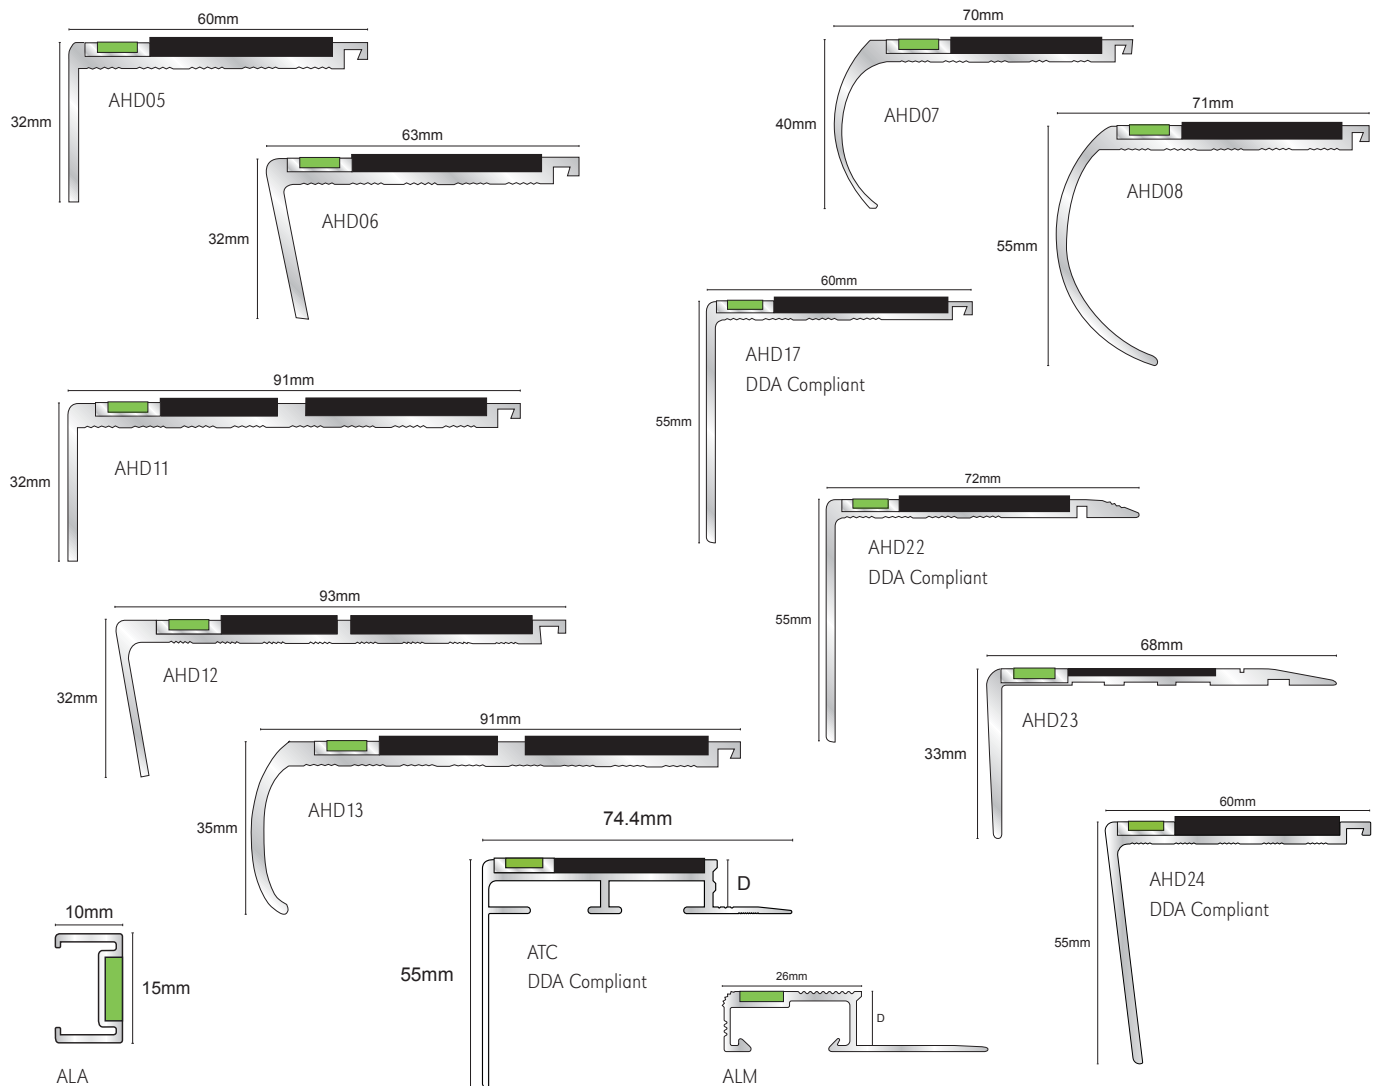 60mm
32mm
AHD05
63mm
32mm
AHD06
70mm
40mm
AHD07
71mm
55mm
AHD08
60mm
55mm
AHD17
DDA Compliant
91mm
32mm
AHD11
72mm
55mm
AHD22
DDA Compliant
93mm
32mm
AHD12
68mm
33mm
AHD23
91mm
35mm
AHD13
74.4mm
D
55mm
ATC
DDA Compliant
60mm
55mm
AHD24
DDA Compliant
10mm
15mm
ALA
26mm
D
ALM